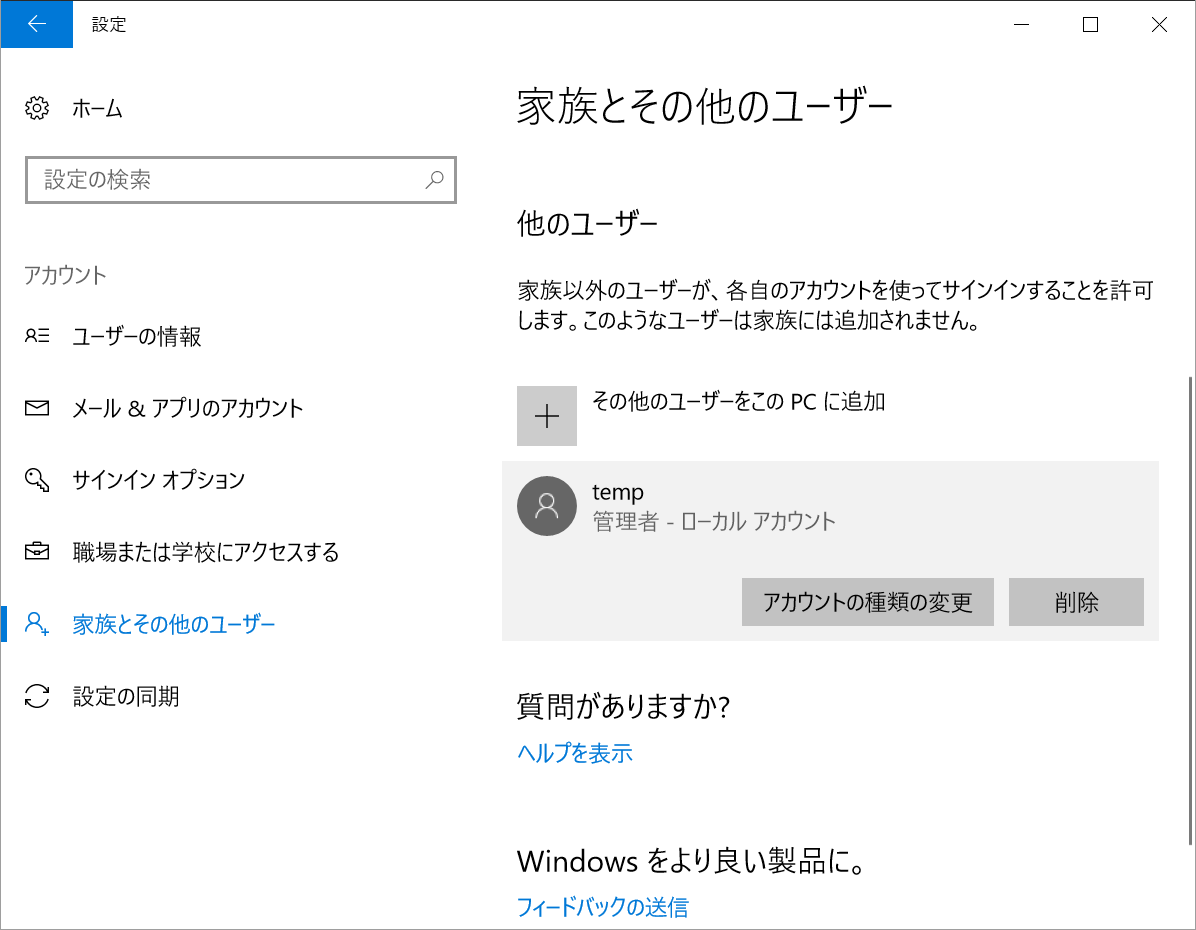 設定
ホーム
設定の検索
アカウント
ユーザーの情報
メール & アプリのアカウント
サインイン オプション
職場または学校にアクセスする
家族とその他のユーザー
設定の同期
家族とその他のユーザー
他のユーザー
家族以外のユーザーが、各自のアカウントを使ってサインインすることを許可
します。このようなユーザーは家族には追加されません。
その他のユーザーをこの PC に追加
temp
管理者 - ローカル アカウント
アカウントの種類の変更
削除
質問がありますか?
ヘルプを表示
Windows をより良い製品に。
フィードバックの送信